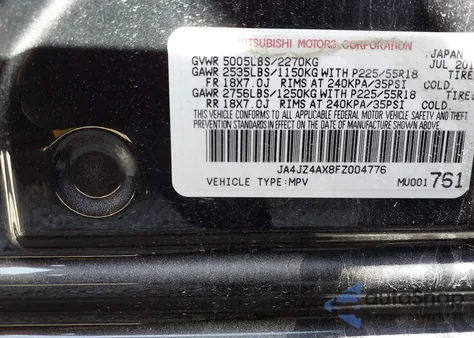 MITSUBISHI MOTORS CORPORATION
JAPAN
GVWR 5005LBS/2270KG
JUL 201
GAWR 2535LBS/1150KG WITH P225/55R18 TIRE
FR 18X7.0J RIMS AT 240KPA/35PSI COLD.
GAWR 2756LBS/1250KG WITH P225/55R18 TIRE
RR 18X7.0J RIMS AT 240KPA/35PSI COLD.
THIS VEHICLE CONFORMS TO ALL APPLICABLE FEDERAL MOTOR VEHICLE
SAFETY AND THEFT PREVENTION STANDARDS IN EFFECT ON THE DATE OF
MANUFACTURE SHOWN ABOVE.
JA4JZ4AX8FZ004776
VEHICLE TYPE:MPV
MU001 761
autosnap